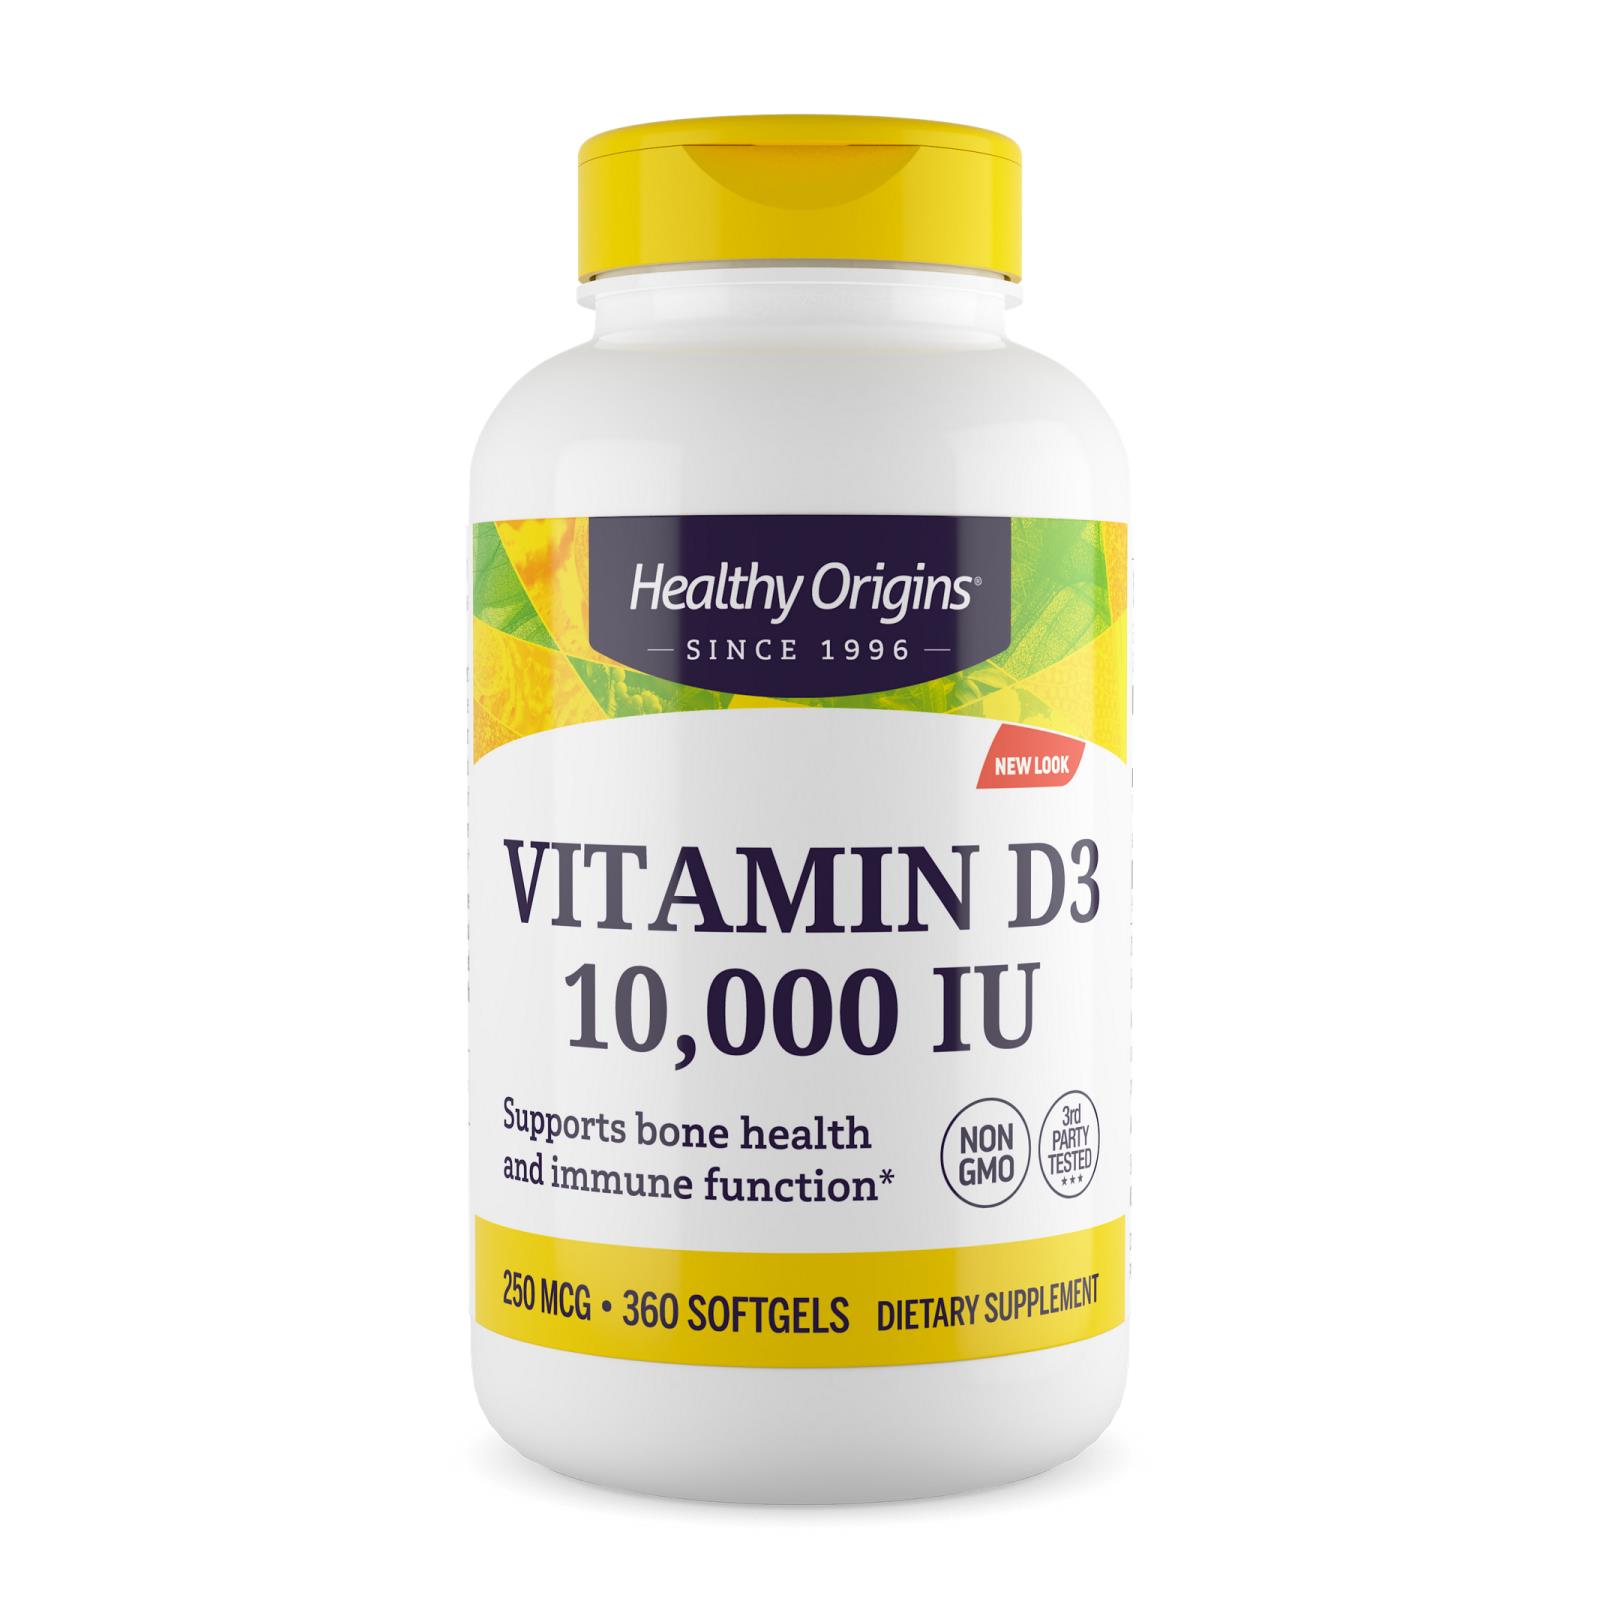 Healthy Origins®
SINCE 1996
NEW LOOK
VITAMIN D3
10,000 IU
Supports bone health
and immune function*
NON
GMO
3rd
PARTY
TESTED
250 MCG • 360 SOFTGELS DIETARY SUPPLEMENT